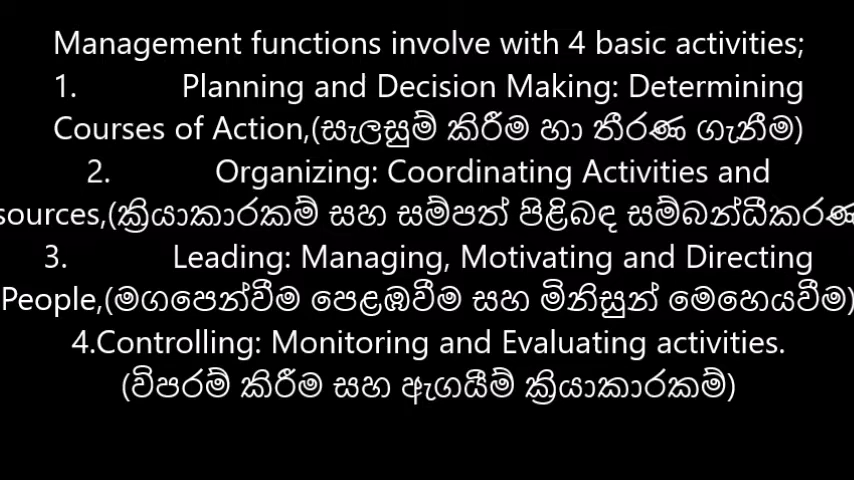 Management functions involve with 4 basic activities;
1. Planning and Decision Making: Determining
Courses of Action,(සැලසුම් කිරීම හා තීරණ ගැනීම)
2. Organizing: Coordinating Activities and
sources,(ක්‍රියාකාරකම් සහ සම්පත් පිළිබඳ සම්බන්ධීකරණ
3. Leading: Managing, Motivating and Directing
People,(මගපෙන්වීම පෙළඹවීම සහ මිනිසුන් මෙහෙයවීම)
4.Controlling: Monitoring and Evaluating activities.
(විපරම් කිරීම සහ ඇගයීම් ක්‍රියාකාරකම්)